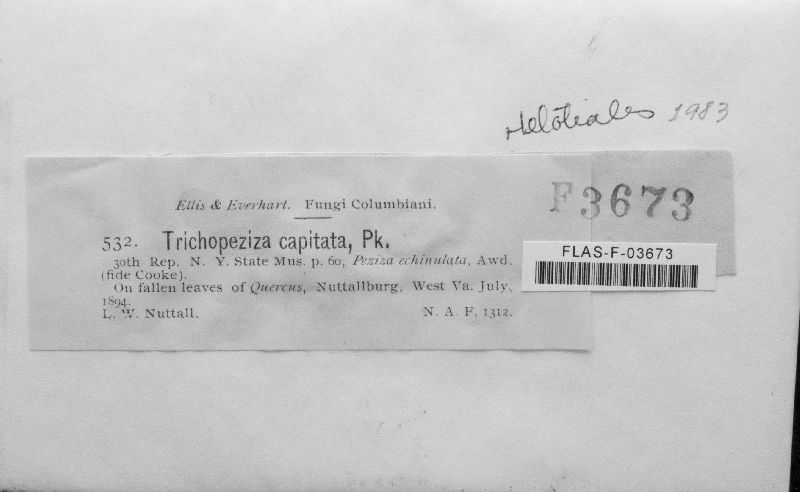 Helōtiales 1983
Ellis & Everhart. Fungi Columbiani.
F3673
532. Trichopeziza capitata, Pk.
30th Rep. N. Y. State Mus. p. 60, Peziza echinulata, Awd.
(fide Cooke).
On fallen leaves of Quercus, Nuttallburg, West Va. July,
1894.
L. W. Nuttall. N. A. F. 1312.
FLAS-F-03673